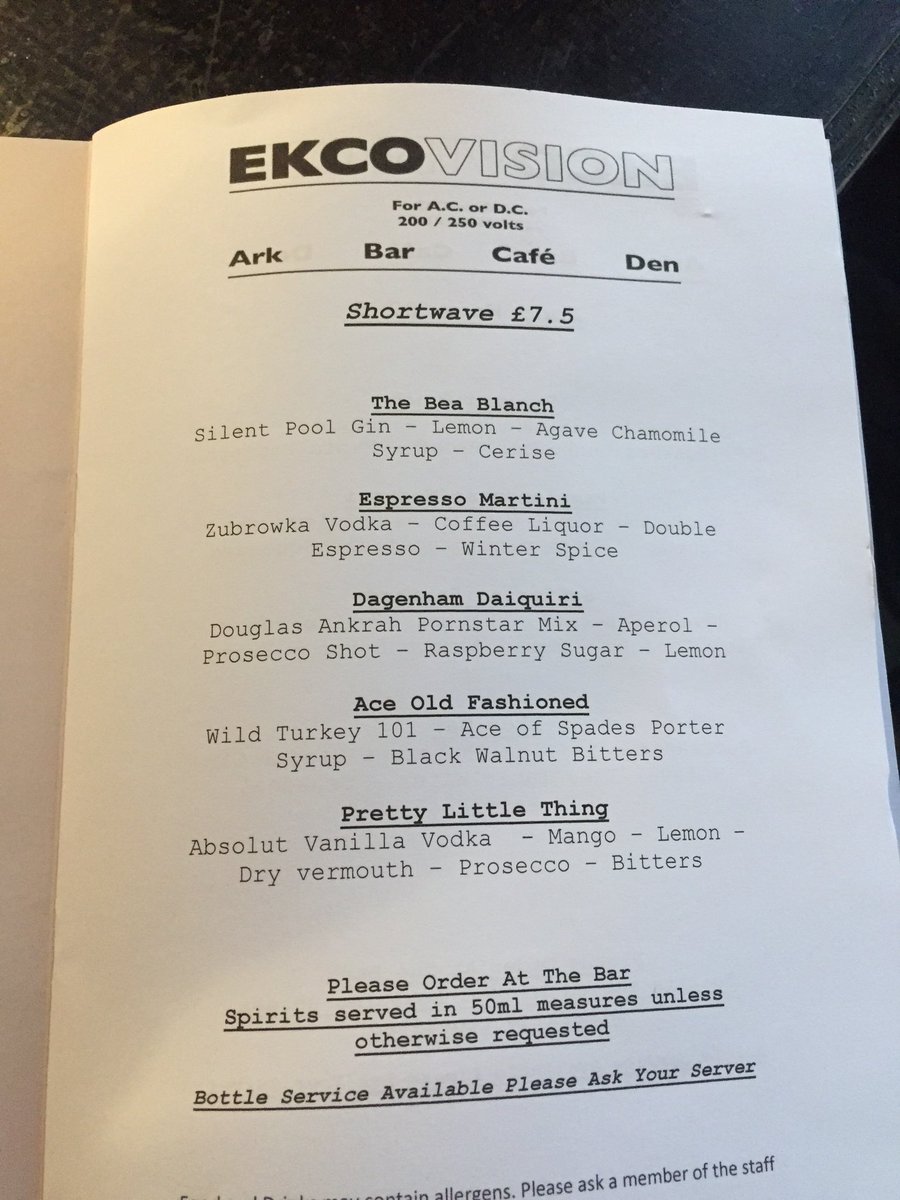 EKCOVISION
For A.C. or D.C.
200 / 250 volts
Ark Bar Café Den
Shortwave £7.5
The Bea Blanch
Silent Pool Gin – Lemon – Agave Chamomile
Syrup – Cerise
Espresso Martini
Zubrowka Vodka – Coffee Liquor – Double
Espresso – Winter Spice
Dagenham Daiquiri
Douglas Ankrah Pornstar Mix – Aperol –
Prosecco Shot – Raspberry Sugar – Lemon
Ace Old Fashioned
Wild Turkey 101 – Ace of Spades Porter
Syrup – Black Walnut Bitters
Pretty Little Thing
Absolut Vanilla Vodka – Mango – Lemon –
Dry vermouth – Prosecco – Bitters
Please Order At The Bar
Spirits served in 50ml measures unless
otherwise requested
Bottle Service Available Please Ask Your Server
may contain allergens. Please ask a member of the staff